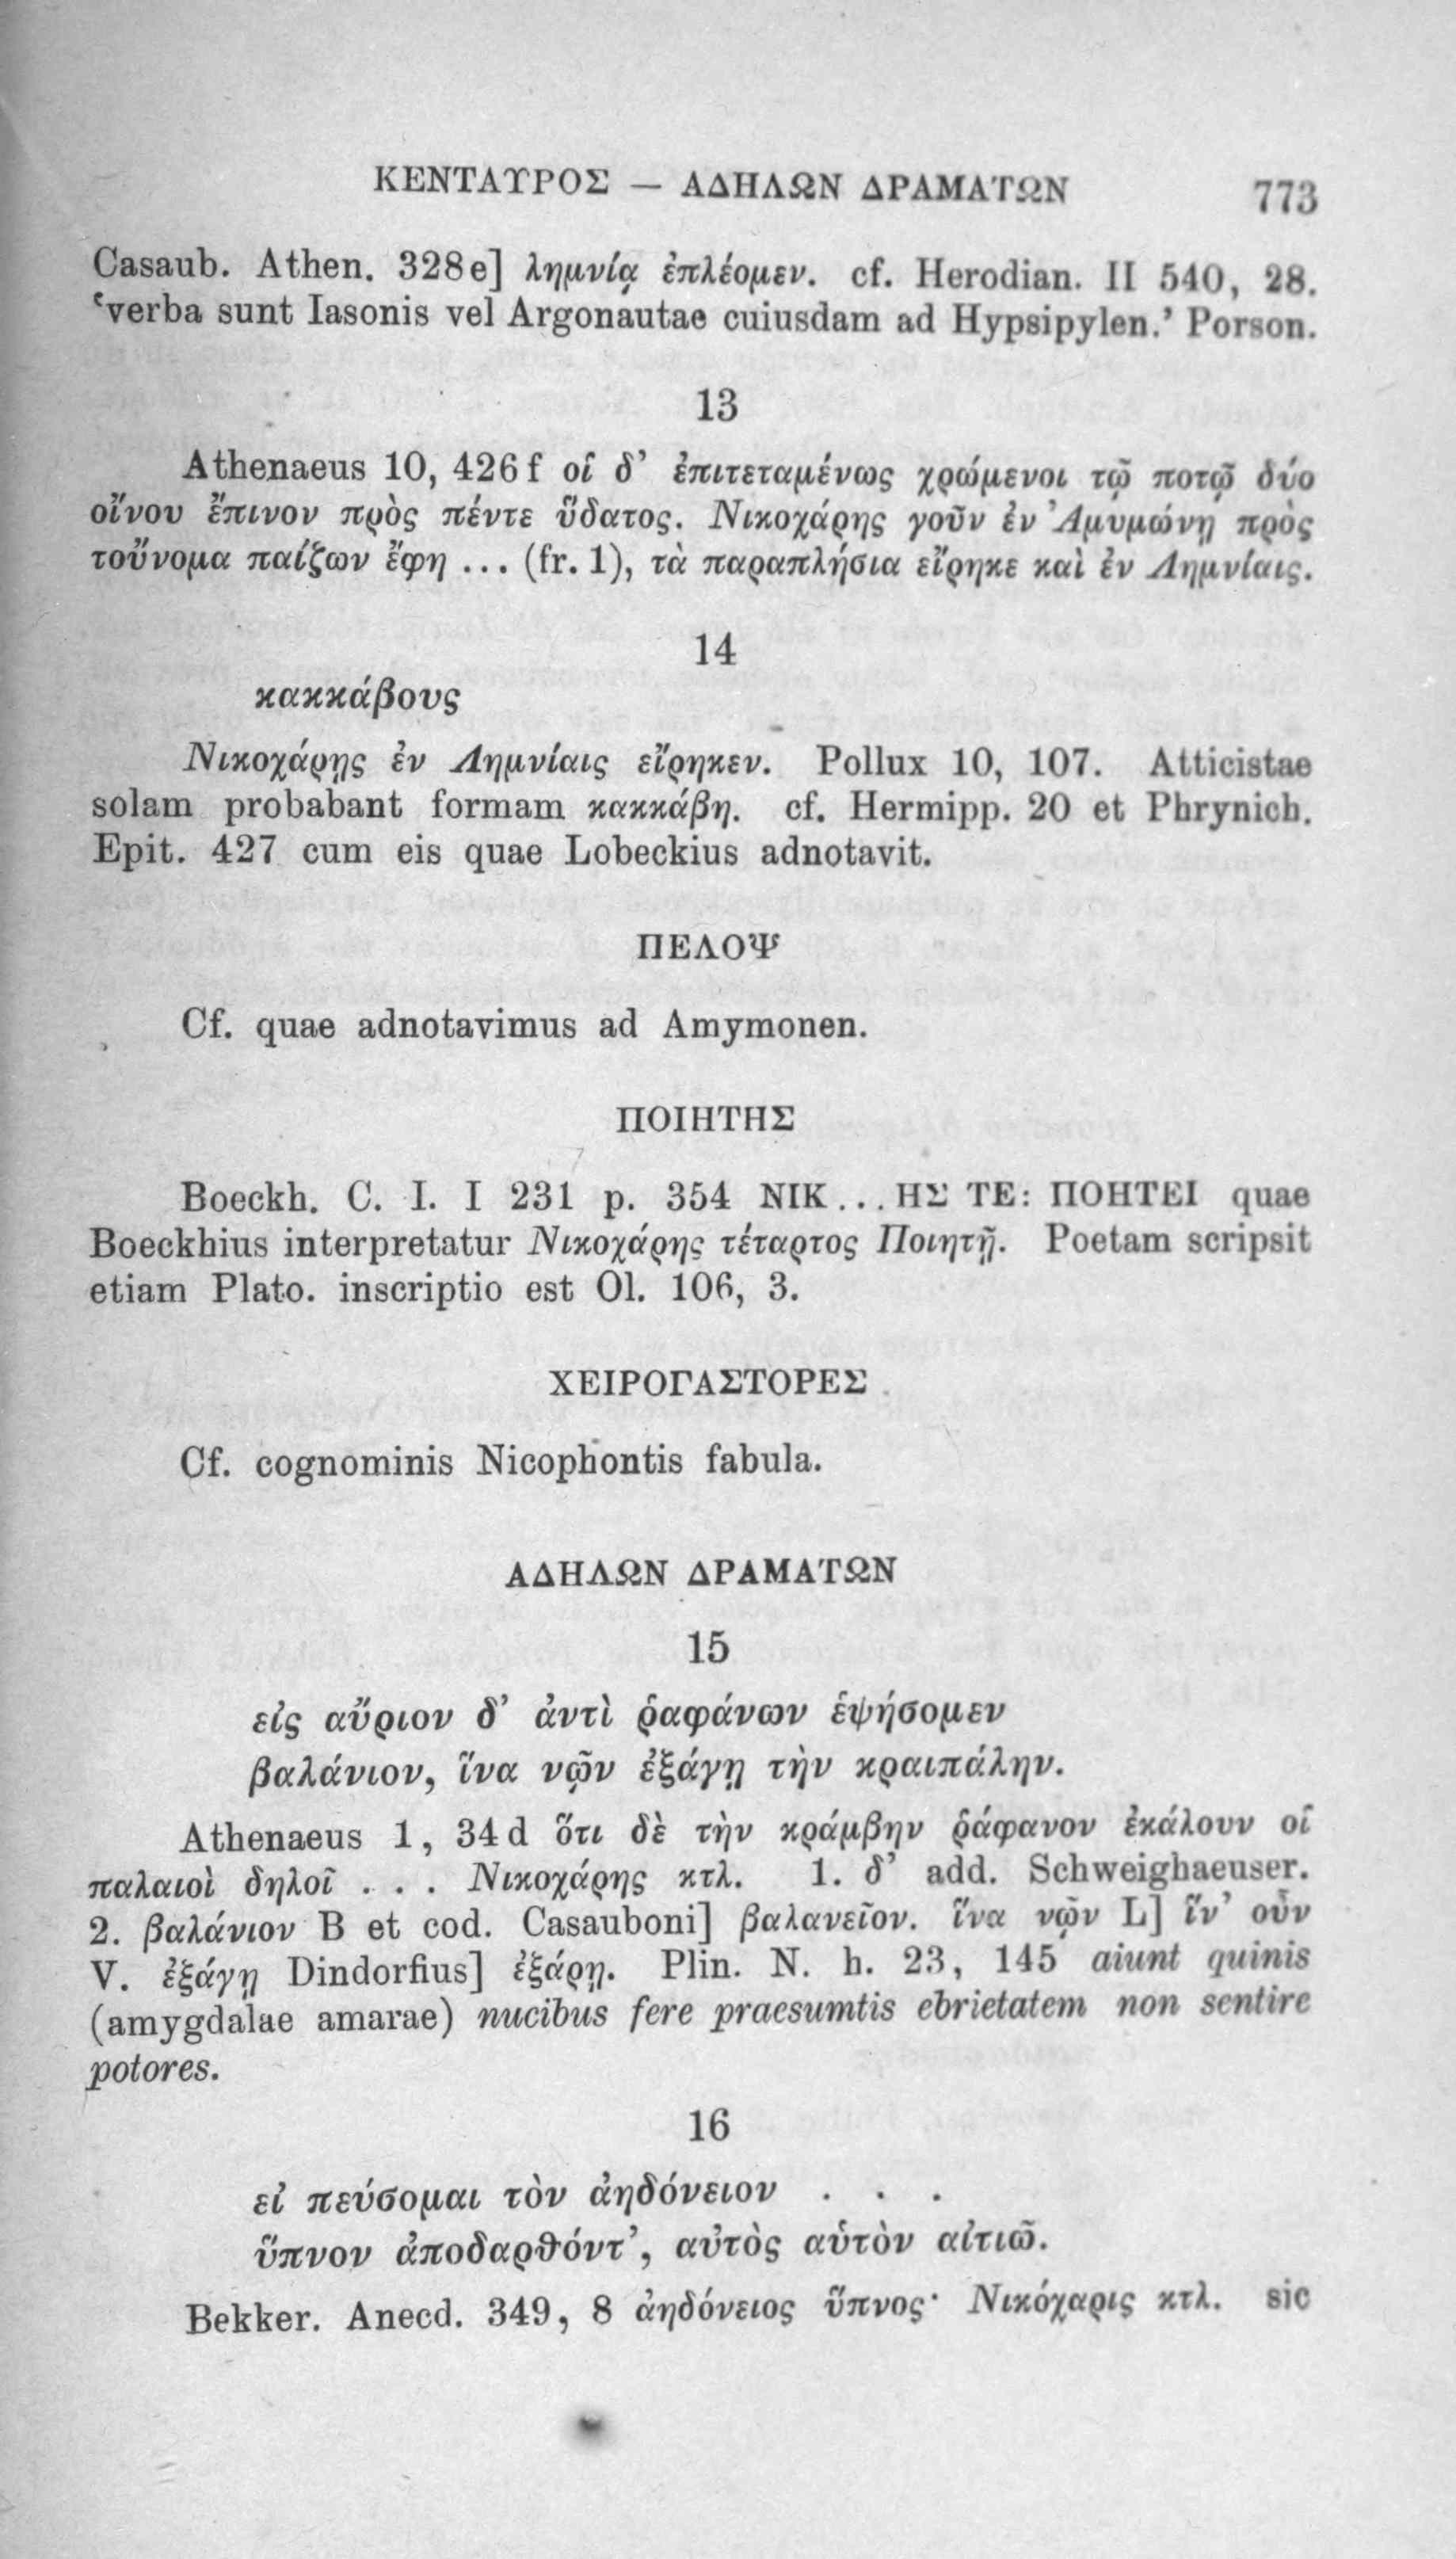 ΚΕΝΤΑΥΡΟΣ — ΑΔΗΛΩΝ ΔΡΑΜΑΤΩΝ 773
Casaub. Athen. 328e] λημνίᾳ ἐπλέομεν. cf. Herodian. II 540, 28.
‘verba sunt Iasonis vel Argonautae cuiusdam ad Hypsipylen.’ Porson.
13
Athenaeus 10, 426f οἱ δ’ ἐπιτεταμένως χρώμενοι τῷ ποτῷ δύο
οἴνου ἔπινον πρὸς πέντε ὕδατος. Νικοχάρης γοῦν ἐν Ἀμυμώνῃ πρὸς
τοὔνομα παίζων ἔφη ... (fr. 1), τὰ παραπλήσια εἴρηκε καὶ ἐν Λημνίαις.
14
κακκάβους
Νικοχάρης ἐν Λημνίαις εἴρηκεν. Pollux 10, 107. Atticistae
solam probabant formam κακκάβη. cf. Hermipp. 20 et Phrynich.
Epit. 427 cum eis quae Lobeckius adnotavit.
ΠΕΛΟΨ
Cf. quae adnotavimus ad Amymonen.
ΠΟΙΗΤΗΣ
Boeckh. C. I. I 231 p. 354 ΝΙΚ...ΗΣ ΤΕ: ΠΟΗΤΕΙ quae
Boeckhius interpretatur Νικοχάρης τέταρτος Ποιητῇ. Poetam scripsit
etiam Plato. inscriptio est Ol. 106, 3.
ΧΕΙΡΟΓΑΣΤΟΡΕΣ
Cf. cognominis Nicophontis fabula.
ΑΔΗΛΩΝ ΔΡΑΜΑΤΩΝ
15
εἰς αὔριον δ’ ἀντὶ ῥαφάνων ἑψήσομεν
βαλάνιον, ἵνα νῷν ἐξάγῃ τὴν κραιπάλην.
Athenaeus 1, 34d ὅτι δὲ τὴν κράμβην ῥάφανον ἐκάλουν οἱ
παλαιοὶ δηλοῖ . . . Νικοχάρης κτλ. 1. δ’ add. Schweighaeuser.
2. βαλάνιον B et cod. Casauboni] βαλανεῖον. ἵνα νῷν L] ἵν’ οὖν
V. ἐξάγῃ Dindorfius] ἐξάρῃ. Plin. N. h. 23, 145 aiunt quinis
(amygdalae amarae) nucibus fere praesumtis ebrietatem non sentire
potores.
16
εἰ πεύσομαι τὸν ἀηδόνειον . . .
ὕπνον ἀποδαρθόντ’, αὐτὸς αὑτὸν αἰτιῶ.
Bekker. Anecd. 349, 8 ἀηδόνειος ὕπνος· Νικόχαρις κτλ. sic